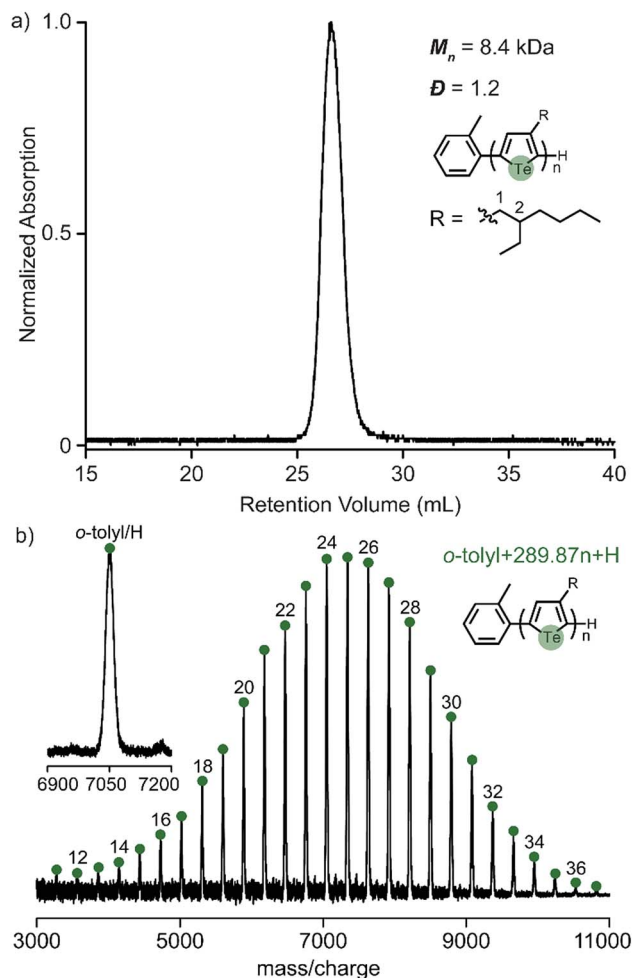 a)
1.0
0.5
0
Normalized Absorption
Mn = 8.4 kDa
Đ = 1.2
R
Te
n
H
R =
1
2
15 20 25 30 35 40
Retention Volume (mL)
b)
o-tolyl/H
6900 7050 7200
12 14 16 18 20 22 24 26 28 30 32 34 36
o-tolyl+289.87n+H
R
Te
n
H
3000 5000 7000 9000 11000
mass/charge